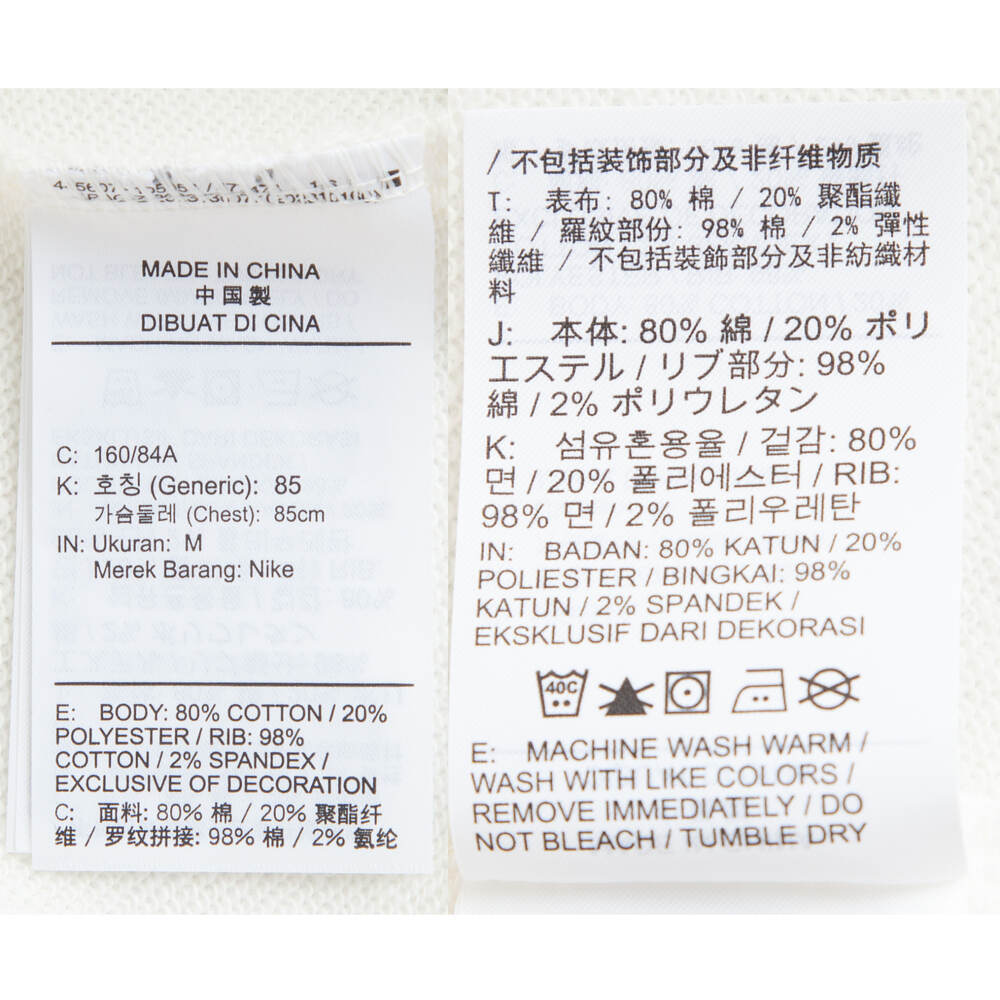 MADE IN CHINA
中国製
DIBUAT DI CINA
C: 160/84A
K: 호칭 (Generic): 85
가슴둘레 (Chest): 85cm
IN: Ukuran: M
Merek Barang: Nike
E: BODY: 80% COTTON / 20%
POLYESTER / RIB: 98%
COTTON / 2% SPANDEX /
EXCLUSIVE OF DECORATION
C: 面料: 80% 棉 / 20% 聚酯纤
维 / 罗纹拼接: 98% 棉 / 2% 氨纶
/ 不包括装饰部分及非纤维物质
T: 表布: 80% 棉 / 20% 聚酯纖
維 / 羅紋部份: 98% 棉 / 2% 彈性
纖維 / 不包括裝飾部分及非紡織材
料
J: 本体: 80% 綿 / 20% ポリ
エステル / リブ部分: 98%
綿 / 2% ポリウレタン
K: 섬유혼용율 / 겉감: 80%
면 / 20% 폴리에스터 / RIB:
98% 면 / 2% 폴리우레탄
IN: BADAN: 80% KATUN / 20%
POLIESTER / BINGKAI: 98%
KATUN / 2% SPANDEK /
EKSKLUSIF DARI DEKORASI
40C
E: MACHINE WASH WARM /
WASH WITH LIKE COLORS /
REMOVE IMMEDIATELY / DO
NOT BLEACH / TUMBLE DRY